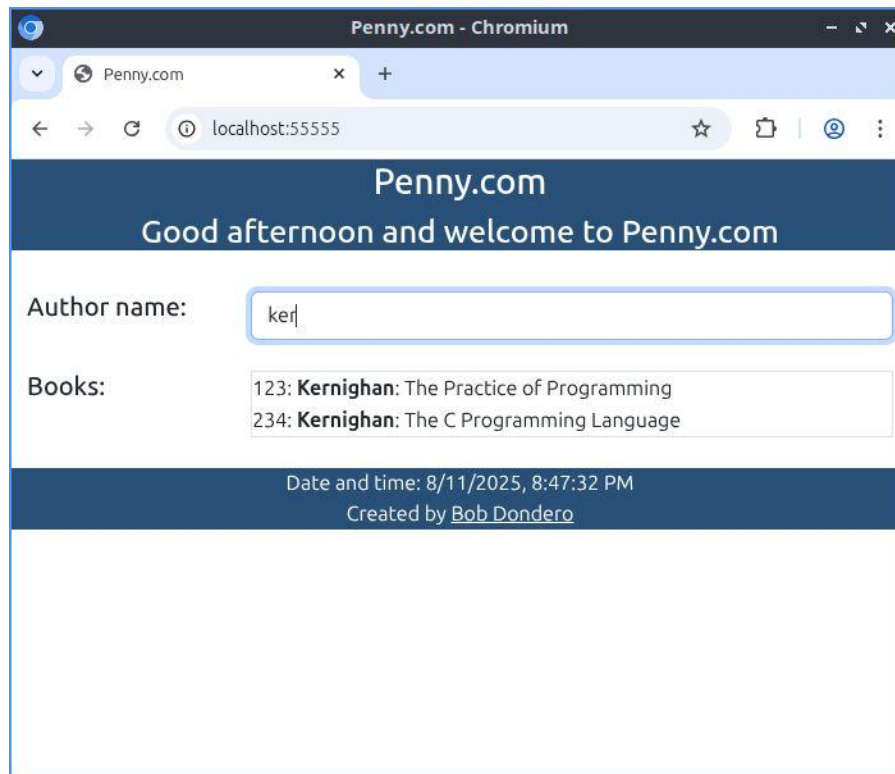 Penny.com - Chromium
Penny.com
localhost:55555
Penny.com
Good afternoon and welcome to Penny.com
Author name:
ker
Books:
123: Kernighan: The Practice of Programming
234: Kernighan: The C Programming Language
Date and time: 8/11/2025, 8:47:32 PM
Created by Bob Dondero